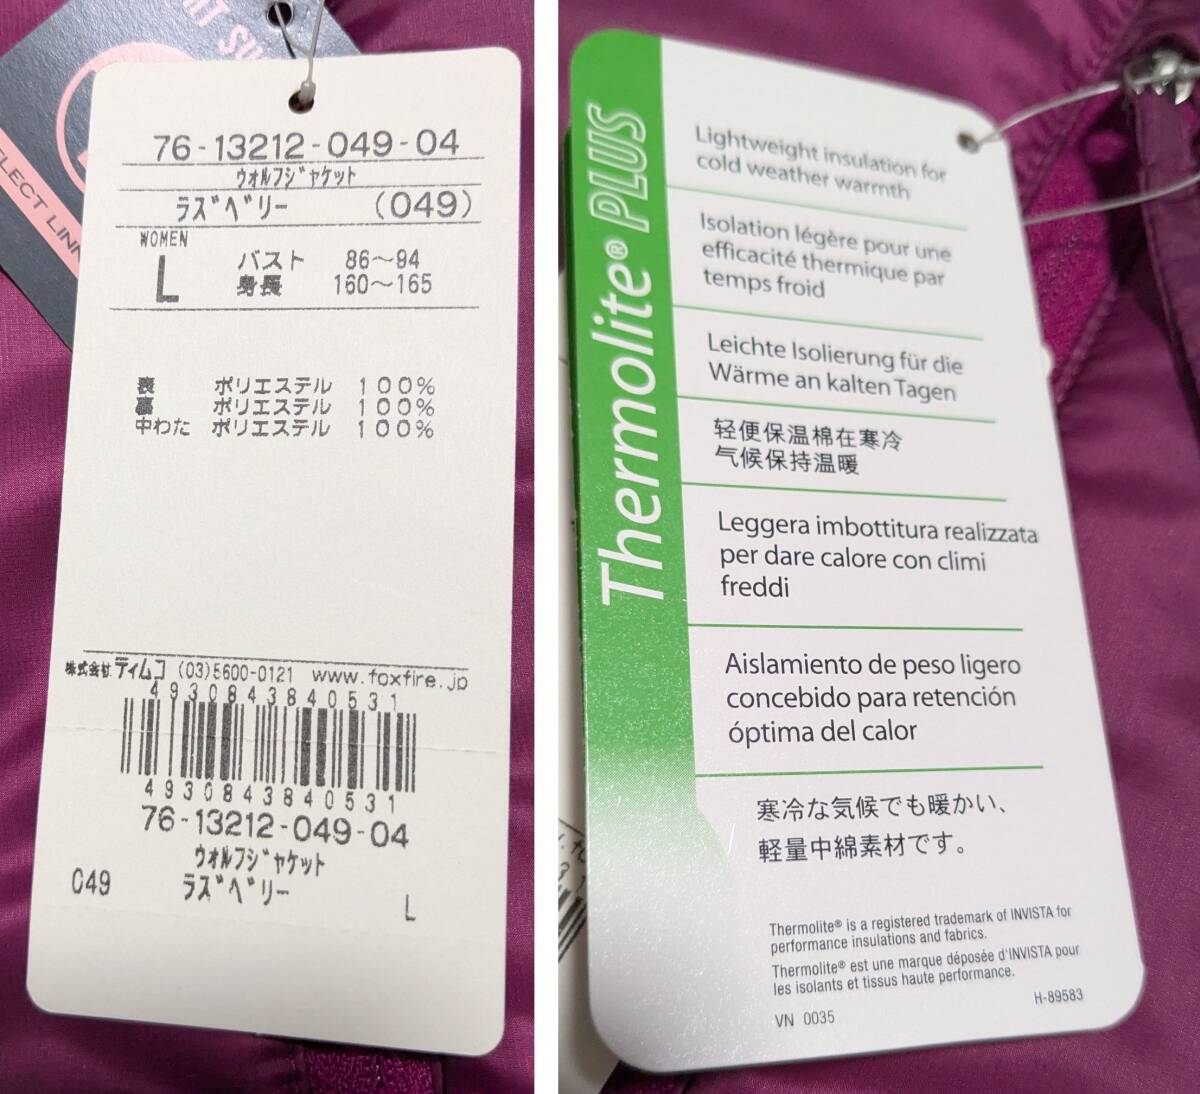 HT SH
FLECT LINN
76-13212-049-04
ウォルフジャケット
ラズベリー (049)
WOMEN
L
バスト 86～94
身長 160～165
表 ポリエステル 100%
裏 ポリエステル 100%
中わた ポリエステル 100%
株式会社 ティムコ (03)5600-0121 www.foxfire.jp
4930843840531
4930843840531
76-13212-049-04
ウォルフジャケット
049 ラズベリー L
Thermolite® PLUS
Lightweight insulation for
cold weather warmth
Isolation légère pour une
efficacité thermique par
temps froid
Leichte Isolierung für die
Wärme an kalten Tagen
轻便保温棉在寒冷
气候保持温暖
Leggera imbottitura realizzata
per dare calore con climi
freddi
Aislamiento de peso ligero
concebido para retención
óptima del calor
寒冷な気候でも暖かい、
軽量中綿素材です。
Thermolite® is a registered trademark of INVISTA for
performance insulations and fabrics.
Thermolite® est une marque déposée d'INVISTA pour
les isolants et tissus haute performance.
H-89583
VN 0035